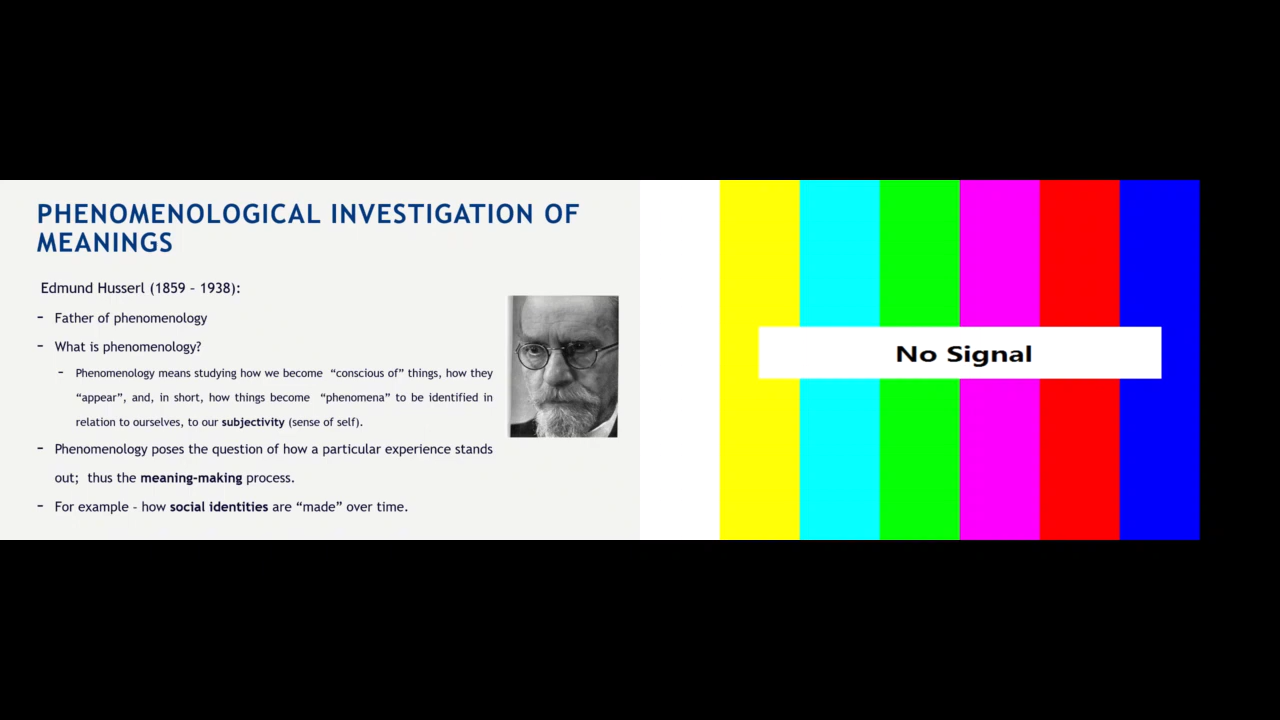 PHENOMENOLOGICAL INVESTIGATION OF
MEANINGS
Edmund Husserl (1859 – 1938):
- Father of phenomenology
- What is phenomenology?
- Phenomenology means studying how we become “conscious of” things, how they
“appear”, and, in short, how things become “phenomena” to be identified in
relation to ourselves, to our subjectivity (sense of self).
- Phenomenology poses the question of how a particular experience stands
out; thus the meaning-making process.
- For example – how social identities are “made” over time.
No Signal